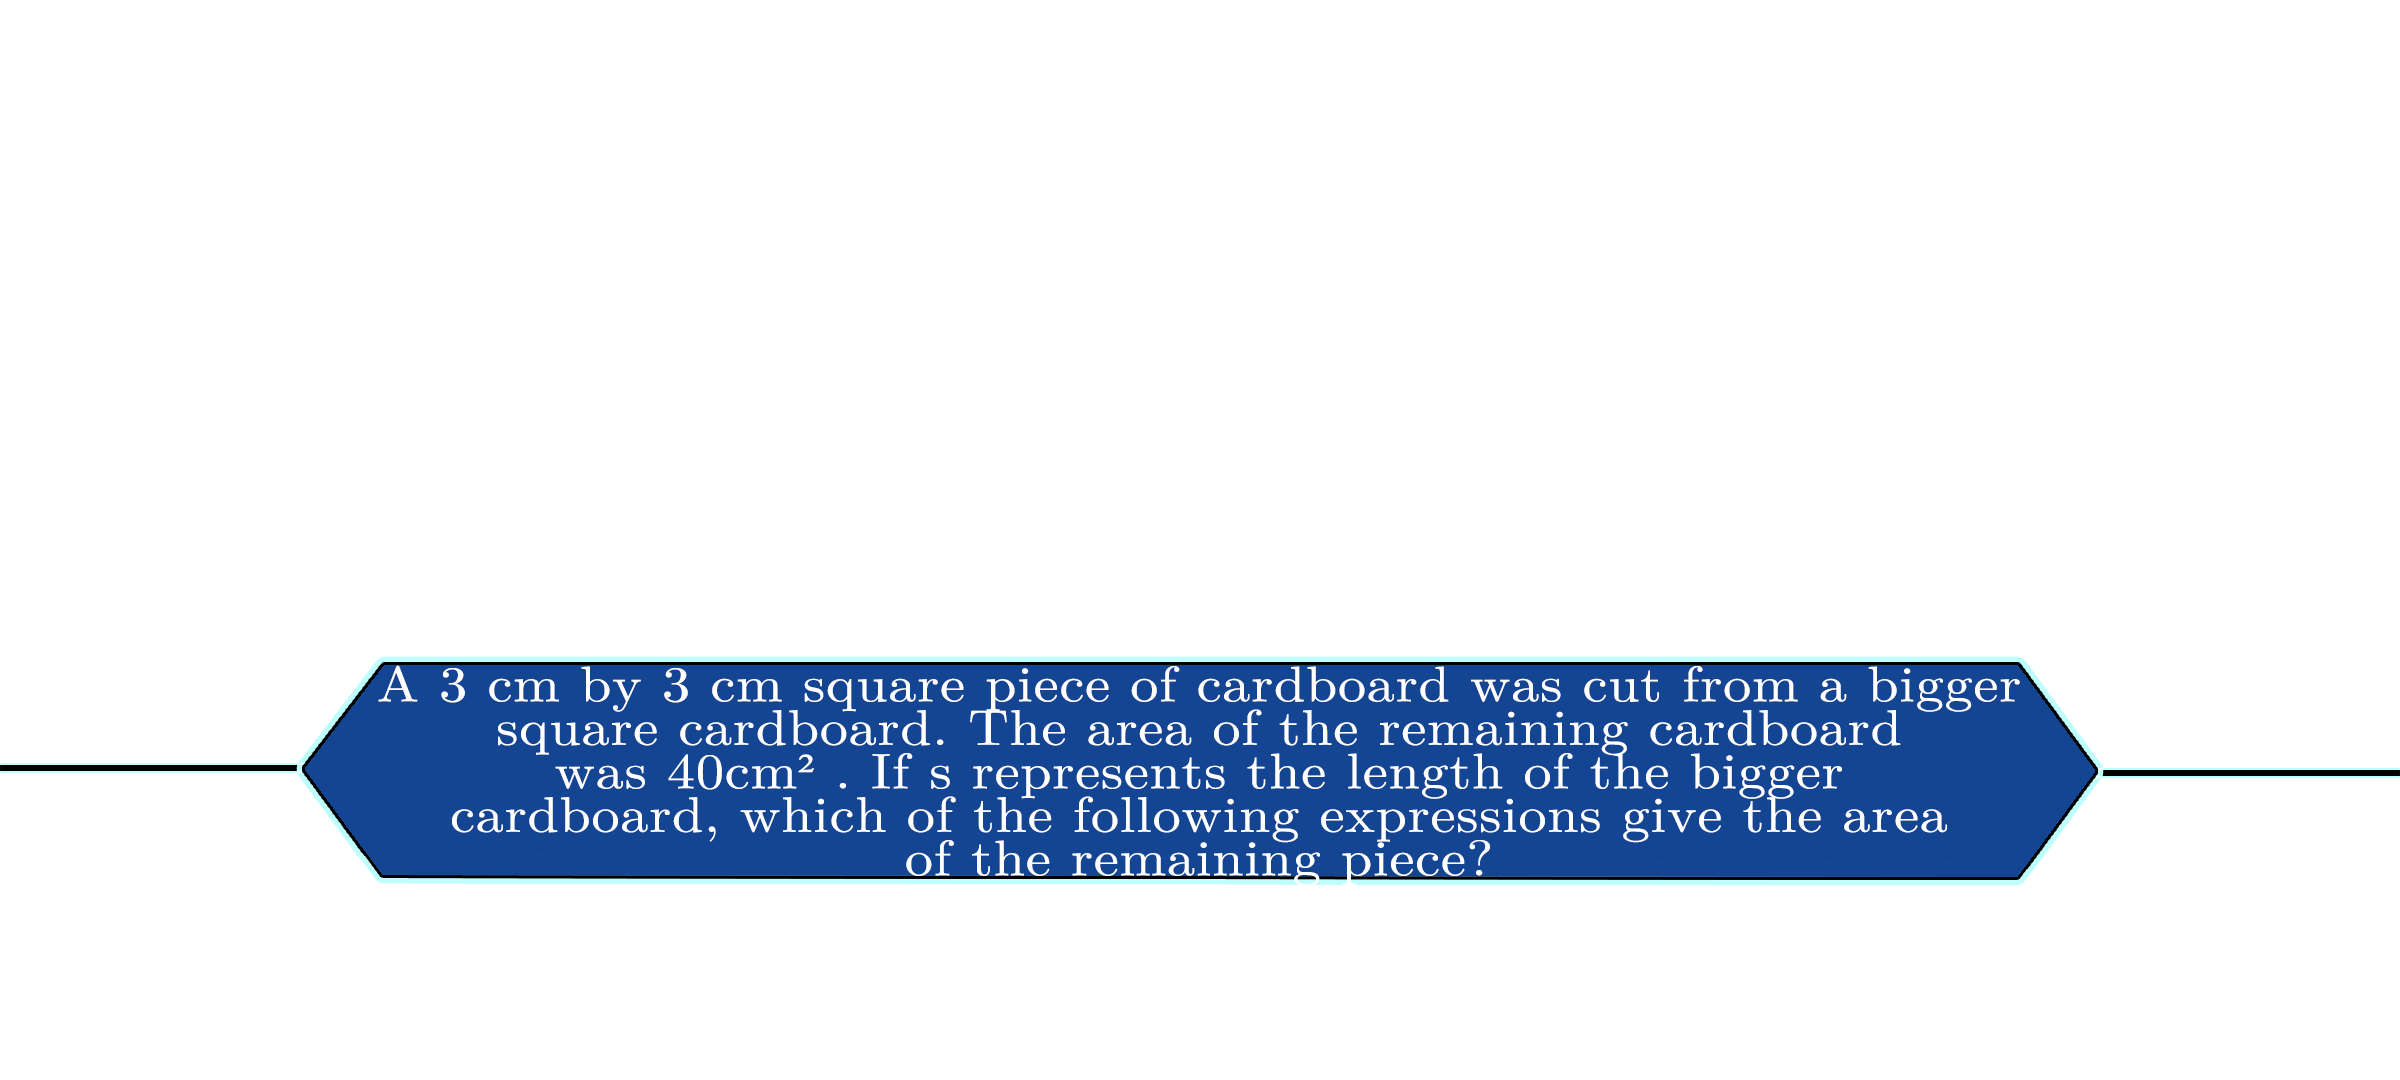 A 3 cm by 3 cm square piece of cardboard was cut from a bigger
square cardboard. The area of the remaining cardboard
was 40cm² . If s represents the length of the bigger
cardboard, which of the following expressions give the area
of the remaining piece?